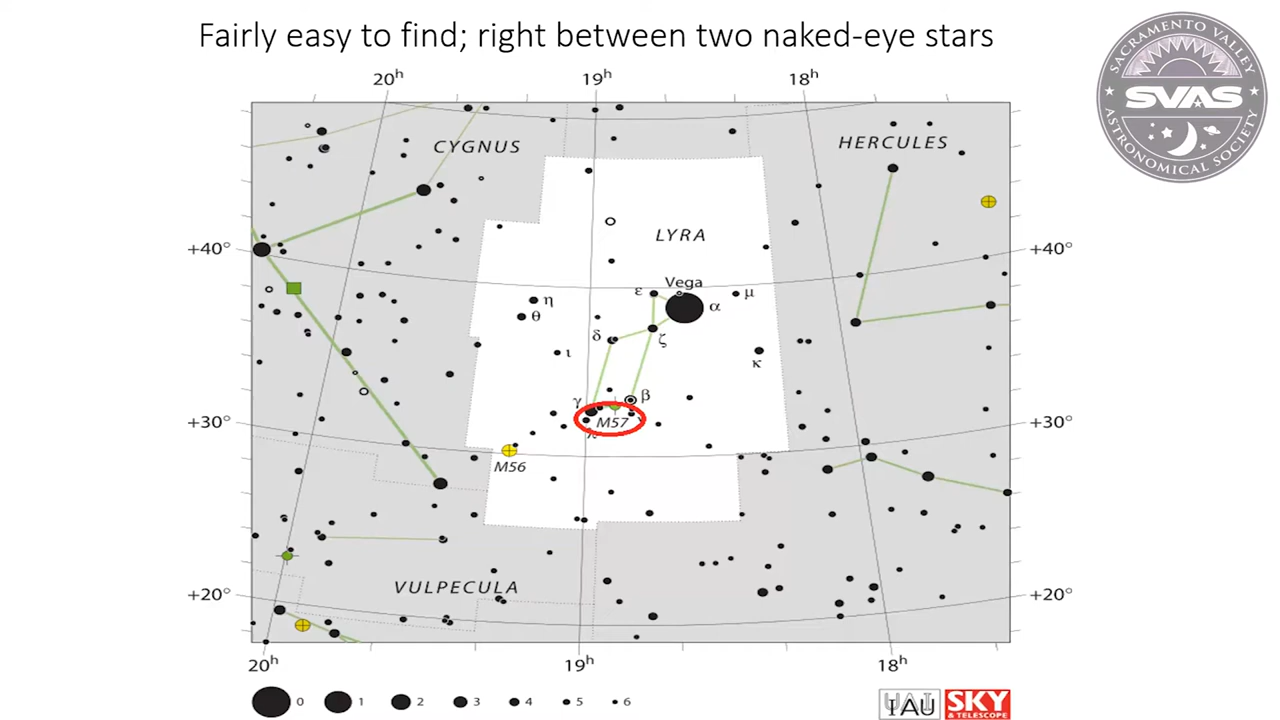 Fairly easy to find; right between two naked-eye stars
SACRAMENTO VALLEY
SVAS
ASTRONOMICAL SOCIETY
20h 19h 18h
CYGNUS
HERCULES
LYRA
+40° +40°
Vega
ε α μ
η
θ
δ ζ
ι κ
γ β
+30° +30°
M57
λ ν
M56
VULPECULA
+20° +20°
20h 19h 18h
0 1 2 3 4 5 6
IAU
SKY
& TELESCOPE